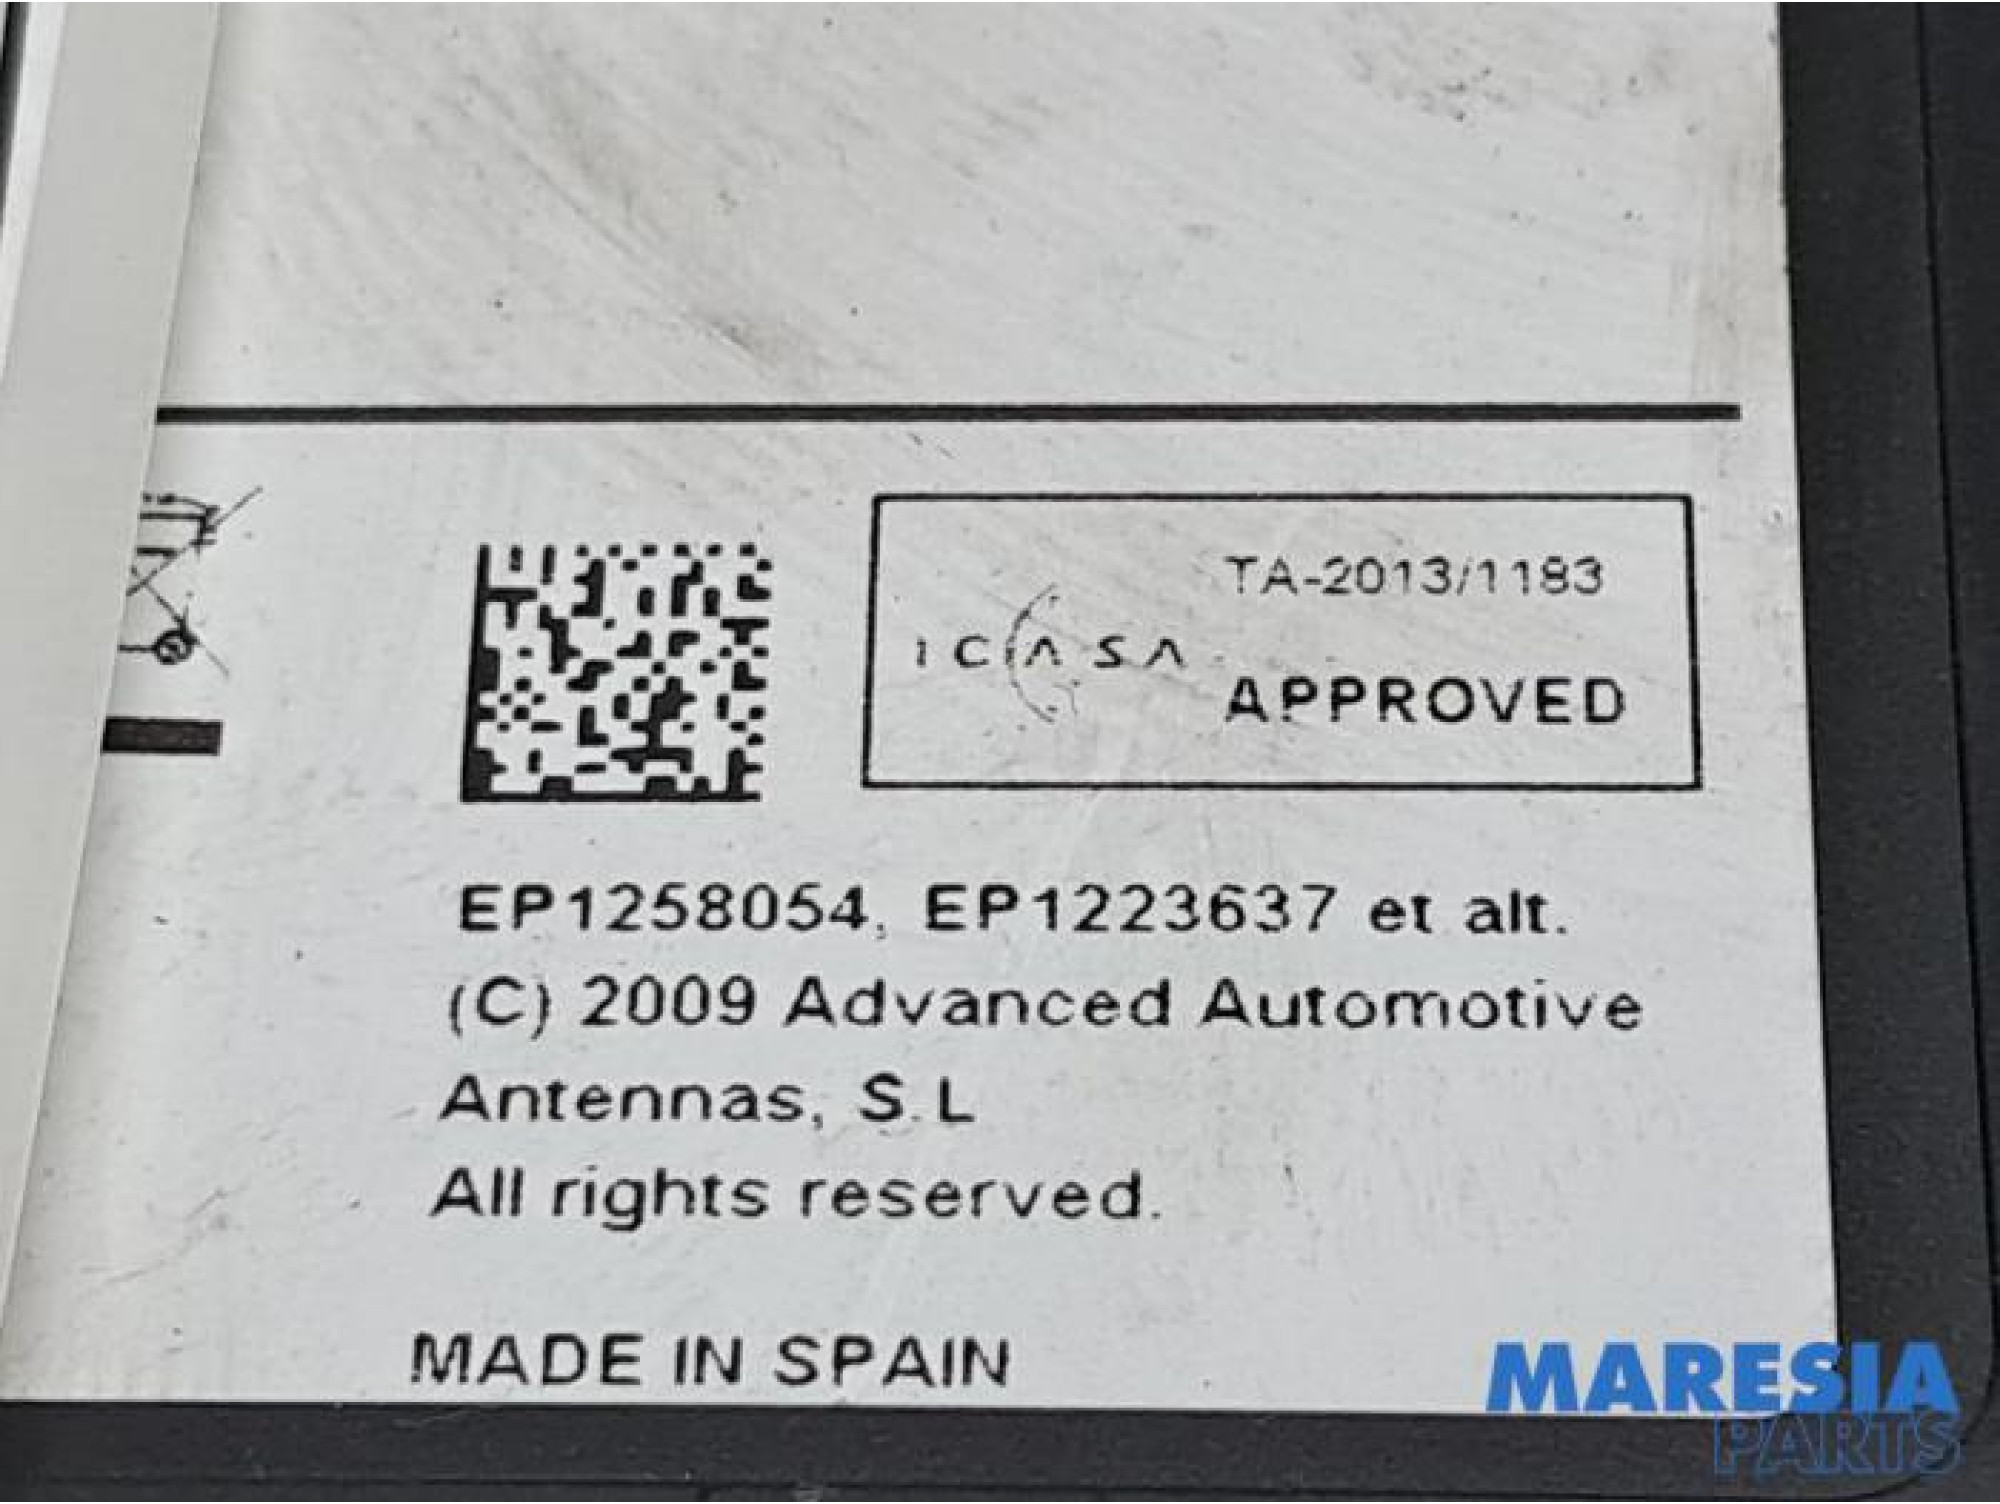 TA-2013/1183
ICASA
APPROVED
EP1258054, EP1223637 et alt.
(C) 2009 Advanced Automotive
Antennas, S.L
All rights reserved.
MADE IN SPAIN
MARESIA
PARTS